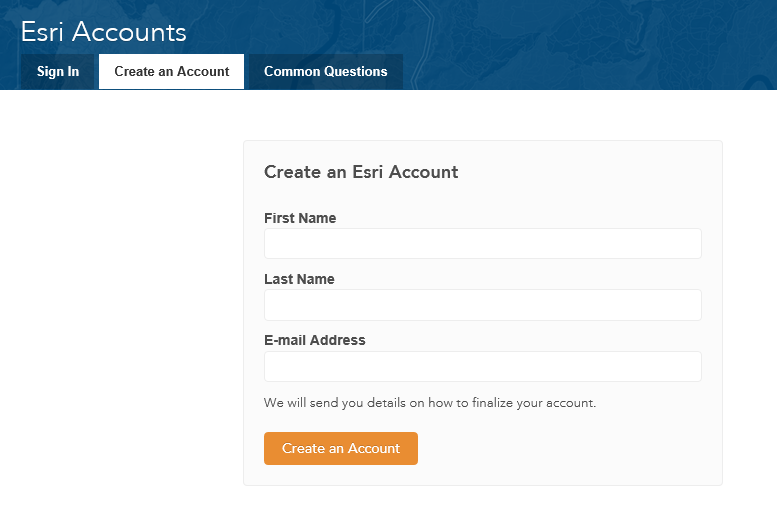 Esri Accounts
Sign In Create an Account Common Questions
Create an Esri Account
First Name
Last Name
E-mail Address
We will send you details on how to finalize your account.
Create an Account